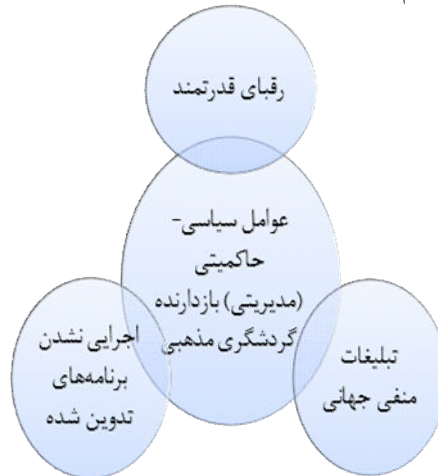 رقبای قدرتمند
عوامل سیاسی-
حاکمیتی
(مدیریتی) بازدارنده
گردشگری مذهبی
اجرایی نشدن
برنامه‌های
تدوین شده
تبلیغات
منفی جهانی